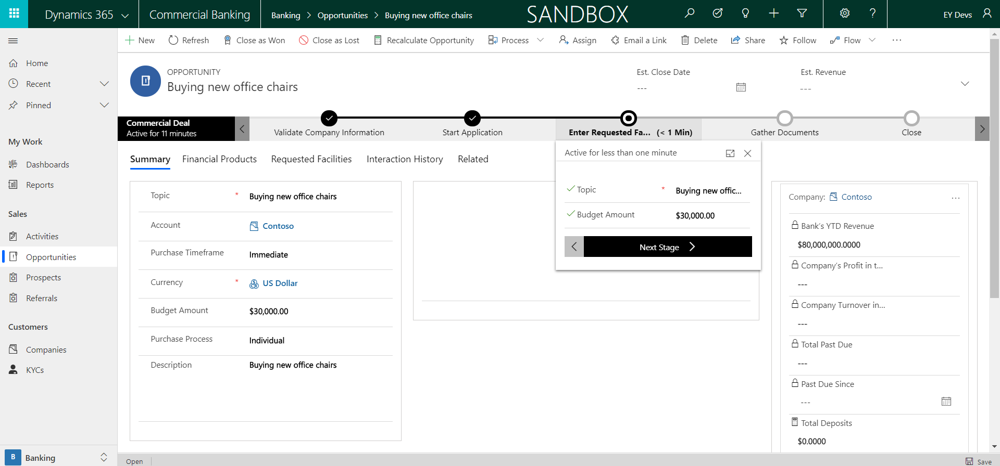 Dynamics 365
Commercial Banking
Banking > Opportunities > Buying new office chairs
SANDBOX
EY Devs
New
Refresh
Close as Won
Close as Lost
Recalculate Opportunity
Process
Assign
Email a Link
Delete
Share
Follow
Flow
Home
Recent
Pinned
My Work
Dashboards
Reports
Sales
Activities
Opportunities
Prospects
Referrals
Customers
Companies
KYCs
B Banking
OPPORTUNITY
Buying new office chairs
Est. Close Date
---
Est. Revenue
---
Commercial Deal
Active for 11 minutes
Validate Company Information
Start Application
Enter Requested Fa... (< 1 Min)
Gather Documents
Close
Summary
Financial Products
Requested Facilities
Interaction History
Related
Topic * Buying new office chairs
Account Contoso
Purchase Timeframe Immediate
Currency * US Dollar
Budget Amount $30,000.00
Purchase Process Individual
Description Buying new office chairs
Active for less than one minute
Topic * Buying new offic...
Budget Amount $30,000.00
Next Stage
Company: Contoso
Bank's YTD Revenue
$80,000,000.0000
Company's Profit in t...
---
Company Turnover in...
---
Total Past Due
---
Past Due Since
---
Total Deposits
$0.0000
Open
Save